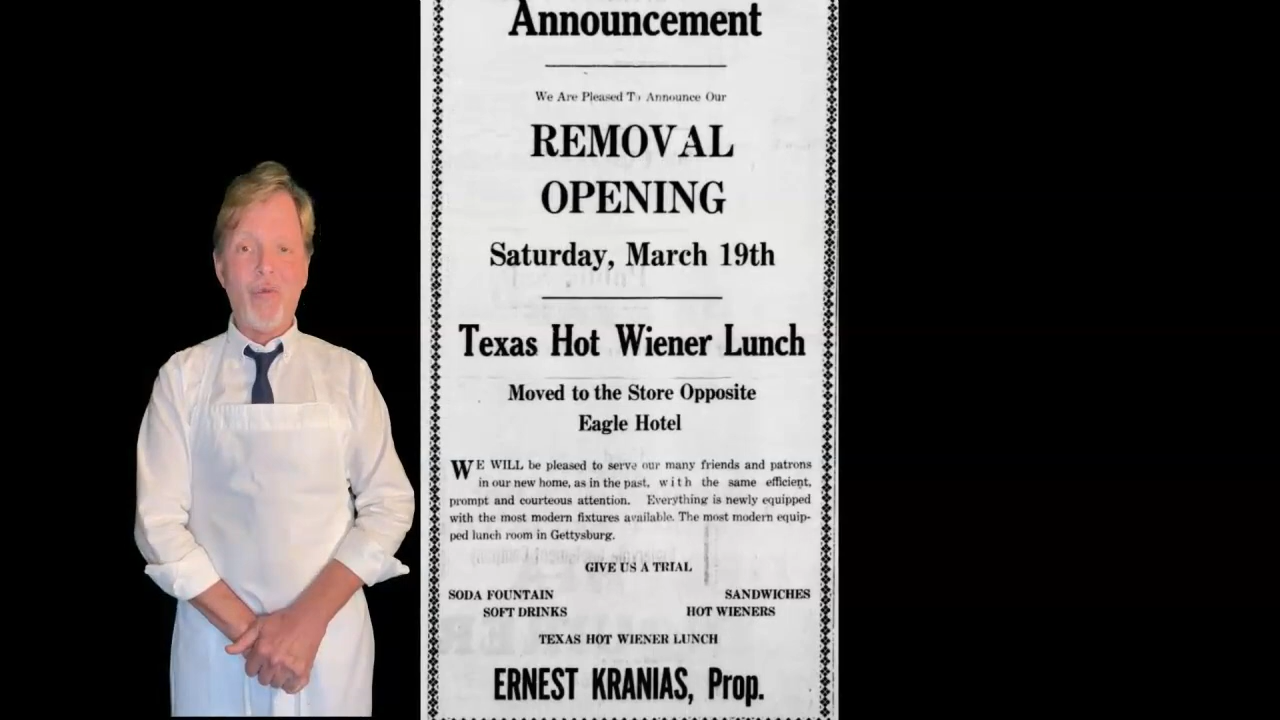 Announcement
We Are Pleased To Announce Our
REMOVAL
OPENING
Saturday, March 19th
Texas Hot Wiener Lunch
Moved to the Store Opposite
Eagle Hotel
WE WILL be pleased to serve our many friends and patrons
in our new home, as in the past, with the same efficient,
prompt and courteous attention. Everything is newly equipped
with the most modern fixtures available. The most modern equip-
ped lunch room in Gettysburg.
GIVE US A TRIAL
SODA FOUNTAIN SANDWICHES
SOFT DRINKS HOT WIENERS
TEXAS HOT WIENER LUNCH
ERNEST KRANIAS, Prop.